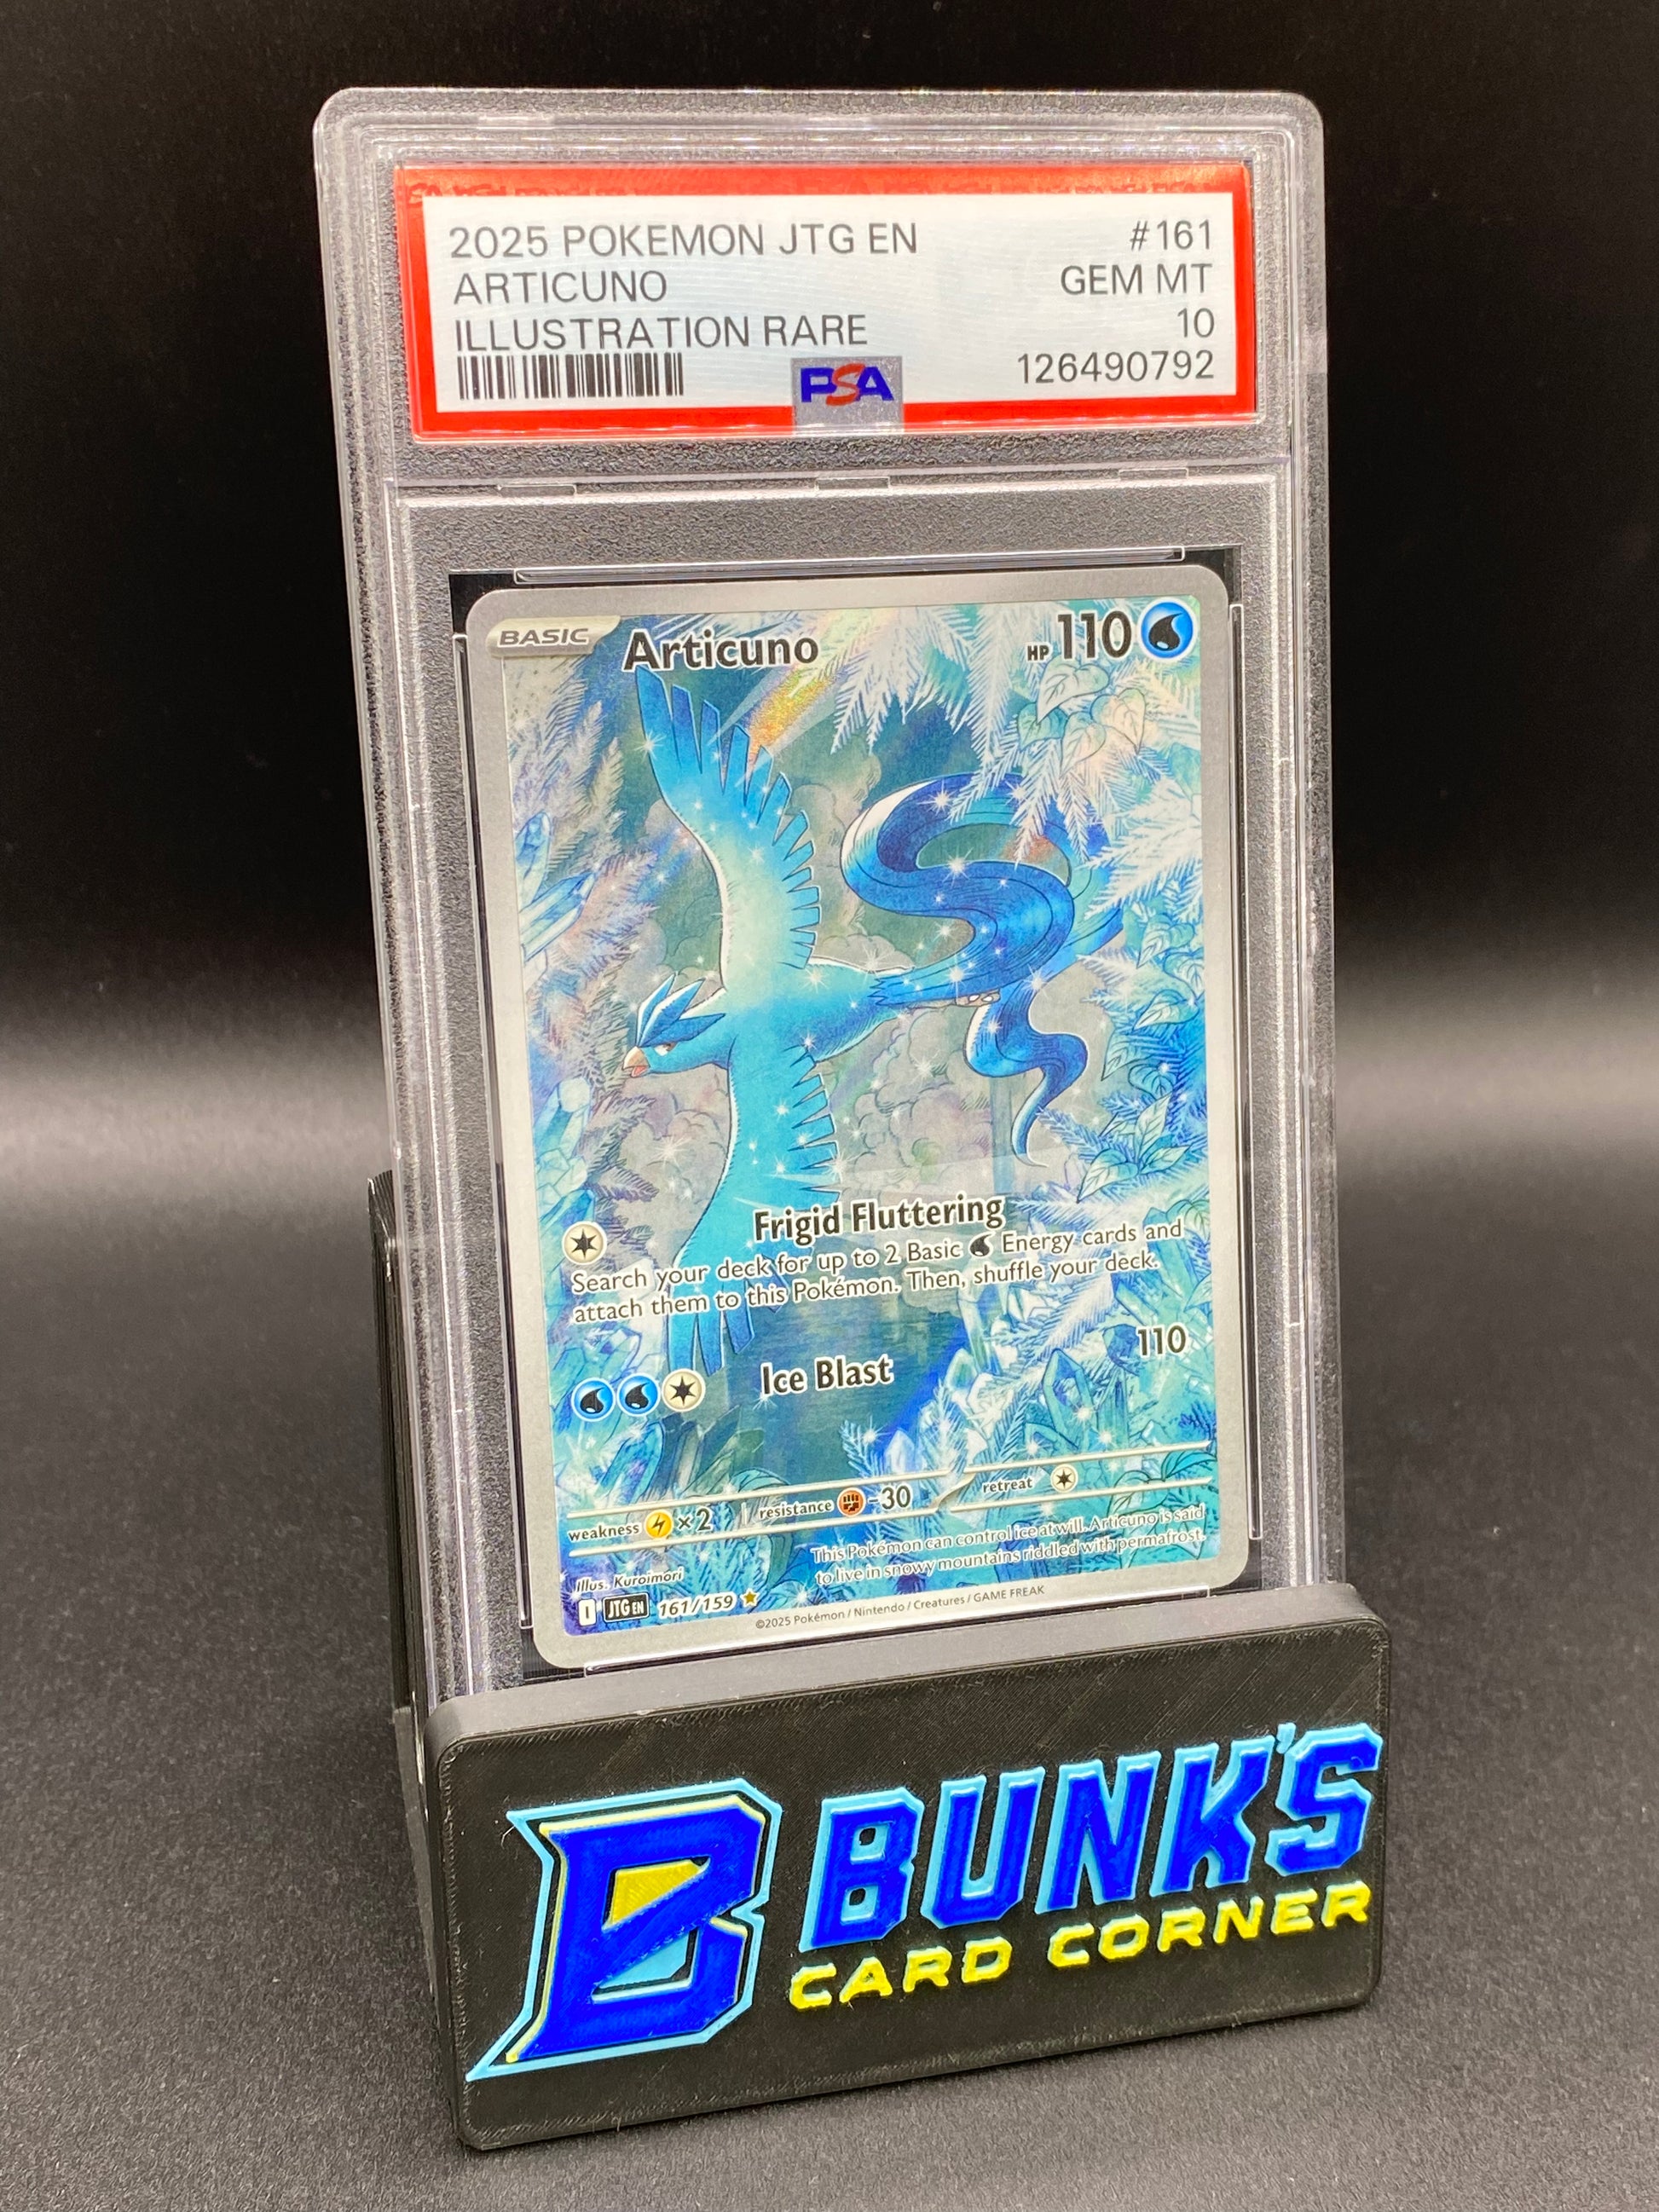 2025 POKEMON JTG EN #161
ARTICUNO GEM MT
ILLUSTRATION RARE 10
PSA 126490792
BASIC Articuno HP 110
Frigid Fluttering
Search your deck for up to 2 Basic Energy cards and
attach them to this Pokémon. Then, shuffle your deck.
Ice Blast 110
weakness ×2 resistance -30 retreat
This Pokémon can control ice at will. Articuno is said
to live in snowy mountains riddled with permafrost.
Illus. Kuroimori
I JTG EN 161/159
©2025 Pokémon / Nintendo / Creatures / GAME FREAK
B BUNK'S
CARD CORNER